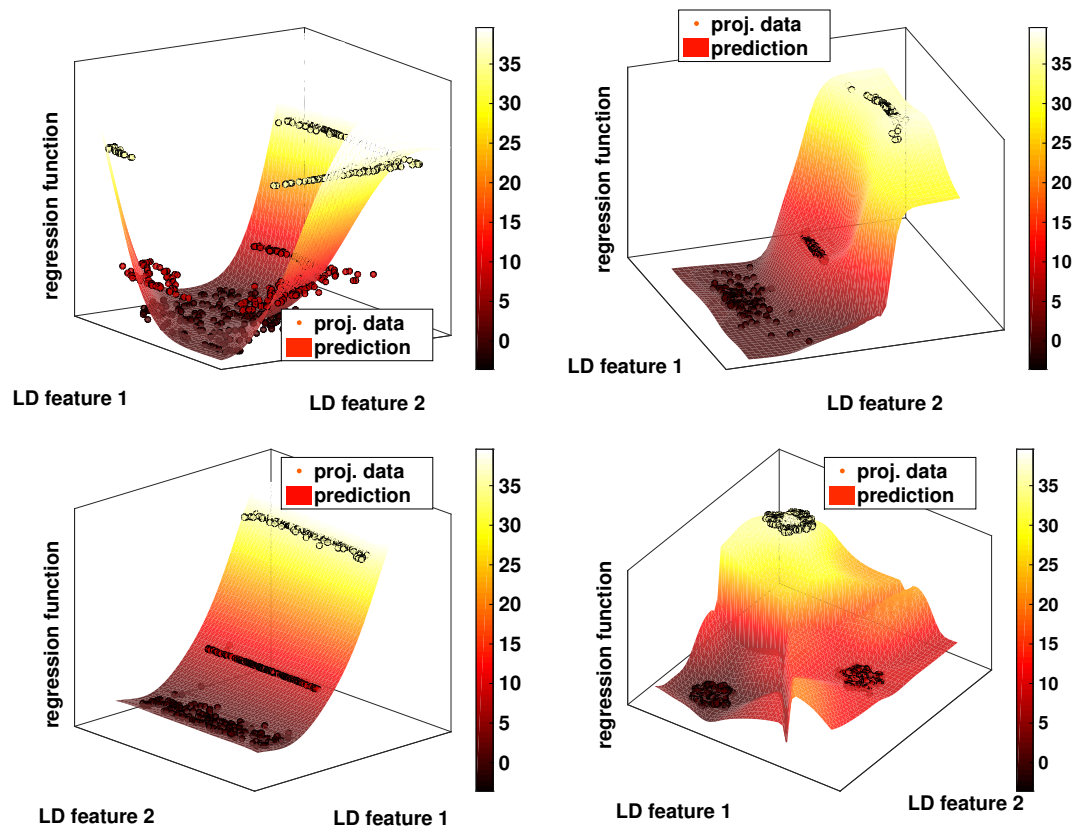 proj. data
prediction
regression function
LD feature 1
LD feature 2
35
30
25
20
15
10
5
0
proj. data
prediction
regression function
LD feature 1
LD feature 2
35
30
25
20
15
10
5
0
proj. data
prediction
regression function
LD feature 2
LD feature 1
35
30
25
20
15
10
5
0
proj. data
prediction
regression function
LD feature 1
LD feature 2
35
30
25
20
15
10
5
0